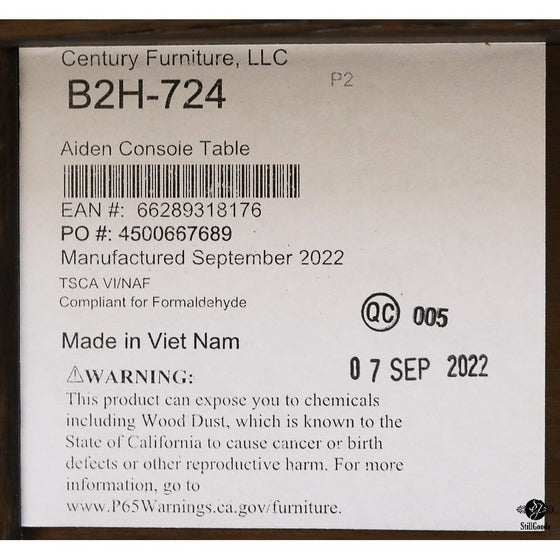 Century Furniture, LLC
P2
B2H-724
Aiden Console Table
EAN #: 66289318176
PO #: 4500667689
Manufactured September 2022
TSCA VI/NAF
Compliant for Formaldehyde
QC 005
Made in Viet Nam
07 SEP 2022
⚠WARNING:
This product can expose you to chemicals
including Wood Dust, which is known to the
State of California to cause cancer or birth
defects or other reproductive harm. For more
information, go to
www.P65Warnings.ca.gov/furniture.
StillGoode